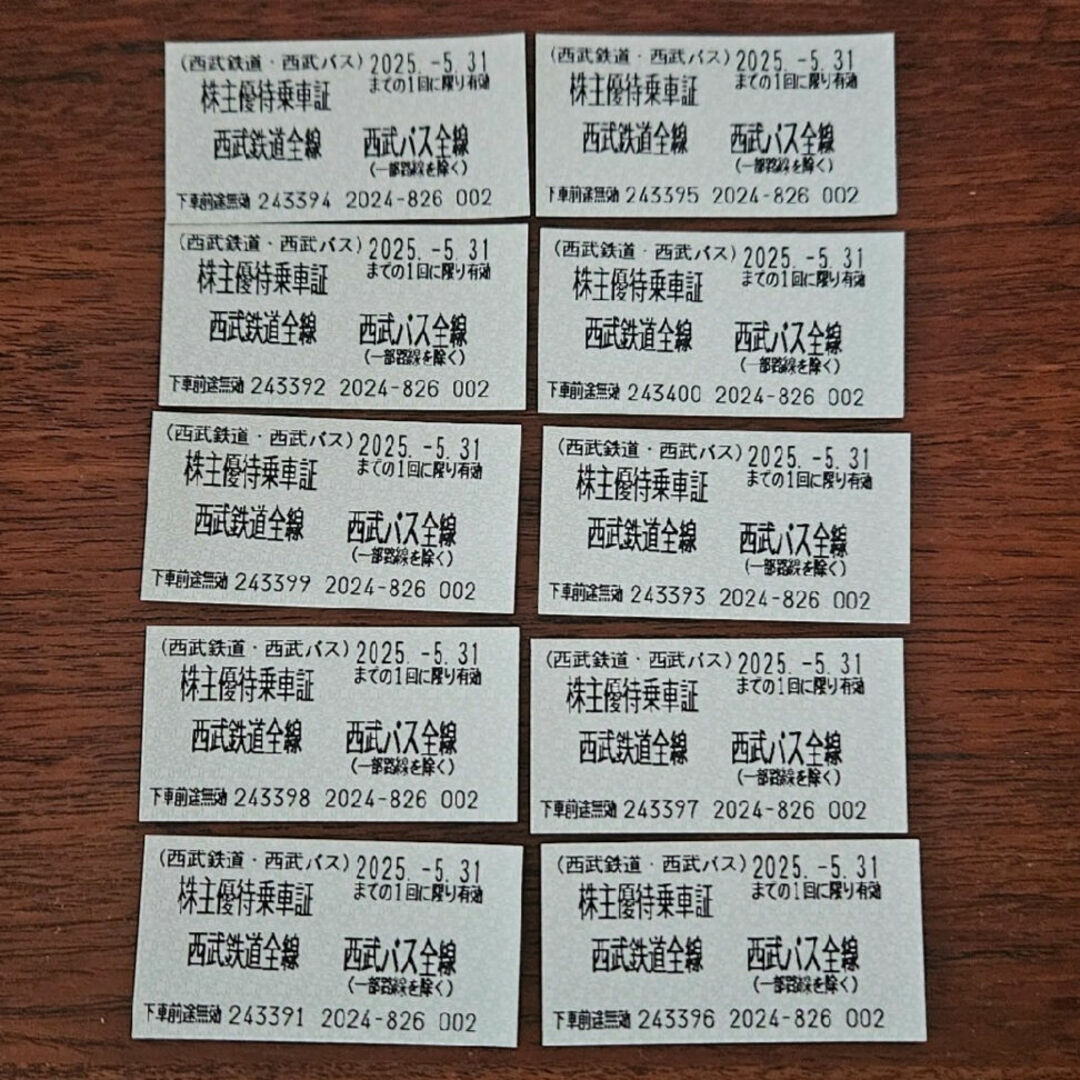 (西武鉄道・西武バス) 2025. -5. 31
株主優待乗車証 までの1回に限り有効
西武鉄道全線 西武バス全線
(一部路線を除く)
下車前途無効 243394 2024-826 002
(西武鉄道・西武バス) 2025. -5. 31
株主優待乗車証 までの1回に限り有効
西武鉄道全線 西武バス全線
(一部路線を除く)
下車前途無効 243395 2024-826 002
(西武鉄道・西武バス) 2025. -5. 31
株主優待乗車証 までの1回に限り有効
西武鉄道全線 西武バス全線
(一部路線を除く)
下車前途無効 243392 2024-826 002
(西武鉄道・西武バス) 2025. -5. 31
株主優待乗車証 までの1回に限り有効
西武鉄道全線 西武バス全線
(一部路線を除く)
下車前途無効 243400 2024-826 002
(西武鉄道・西武バス) 2025. -5. 31
株主優待乗車証 までの1回に限り有効
西武鉄道全線 西武バス全線
(一部路線を除く)
下車前途無効 243399 2024-826 002
(西武鉄道・西武バス) 2025. -5. 31
株主優待乗車証 までの1回に限り有効
西武鉄道全線 西武バス全線
(一部路線を除く)
下車前途無効 243393 2024-826 002
(西武鉄道・西武バス) 2025. -5. 31
株主優待乗車証 までの1回に限り有効
西武鉄道全線 西武バス全線
(一部路線を除く)
下車前途無効 243398 2024-826 002
(西武鉄道・西武バス) 2025. -5. 31
株主優待乗車証 までの1回に限り有効
西武鉄道全線 西武バス全線
(一部路線を除く)
下車前途無効 243397 2024-826 002
(西武鉄道・西武バス) 2025. -5. 31
株主優待乗車証 までの1回に限り有効
西武鉄道全線 西武バス全線
(一部路線を除く)
下車前途無効 243391 2024-826 002
(西武鉄道・西武バス) 2025. -5. 31
株主優待乗車証 までの1回に限り有効
西武鉄道全線 西武バス全線
(一部路線を除く)
下車前途無効 243396 2024-826 002